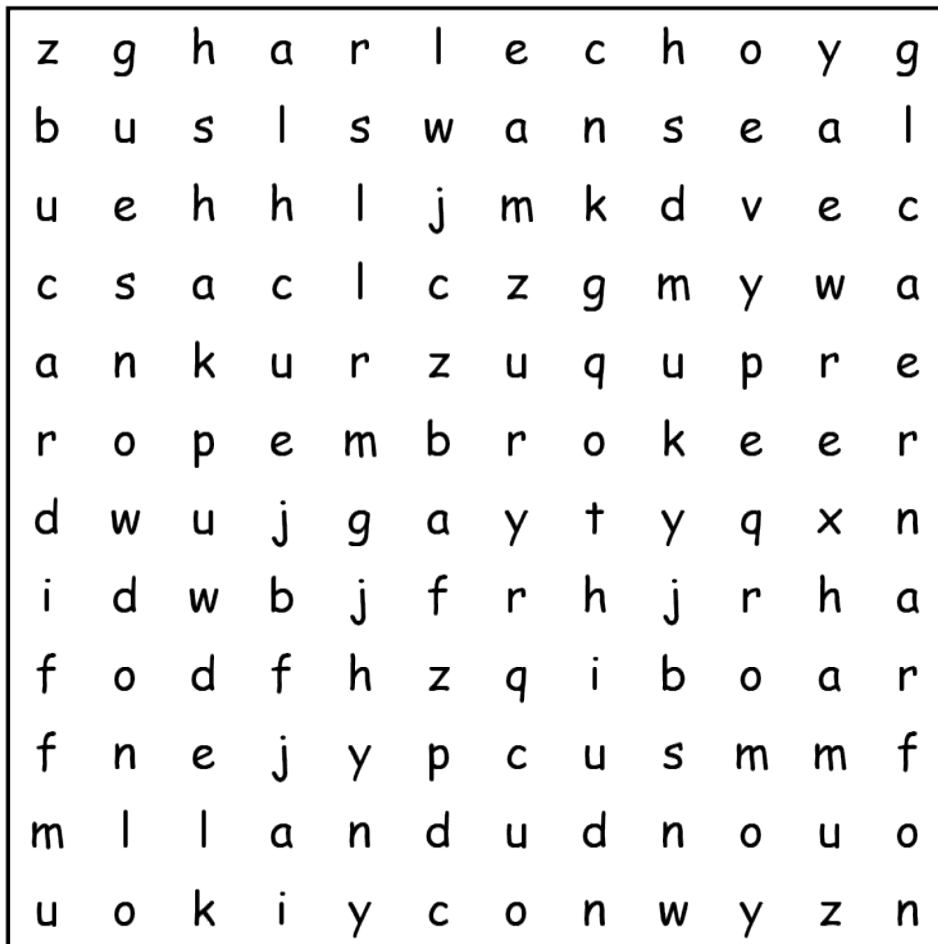 z g h a r l e c h o y g
b u s l s w a n s e a l
u e h h l j m k d v e c
c s a c l c z g m y w a
a n k u r z u q u p r e
r o p e m b r o k e e r
d w u j g a y t y q x n
i d w b j f r h j r h a
f o d f h z q i b o a r
f n e j y p c u s m m f
m l l a n d u d n o u o
u o k i y c o n w y z n